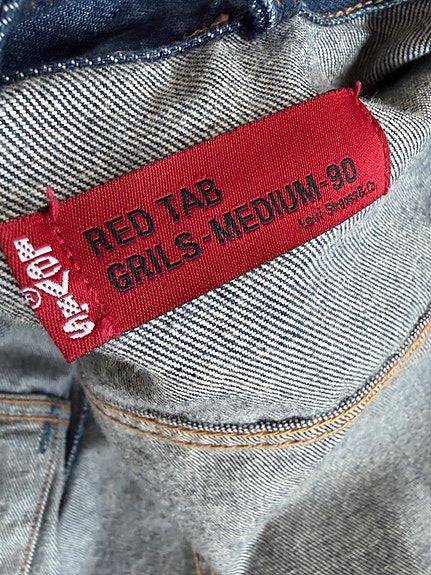 LEVI'S
®
RED TAB
GRILS-MEDIUM-90
Levi Strauss&Co